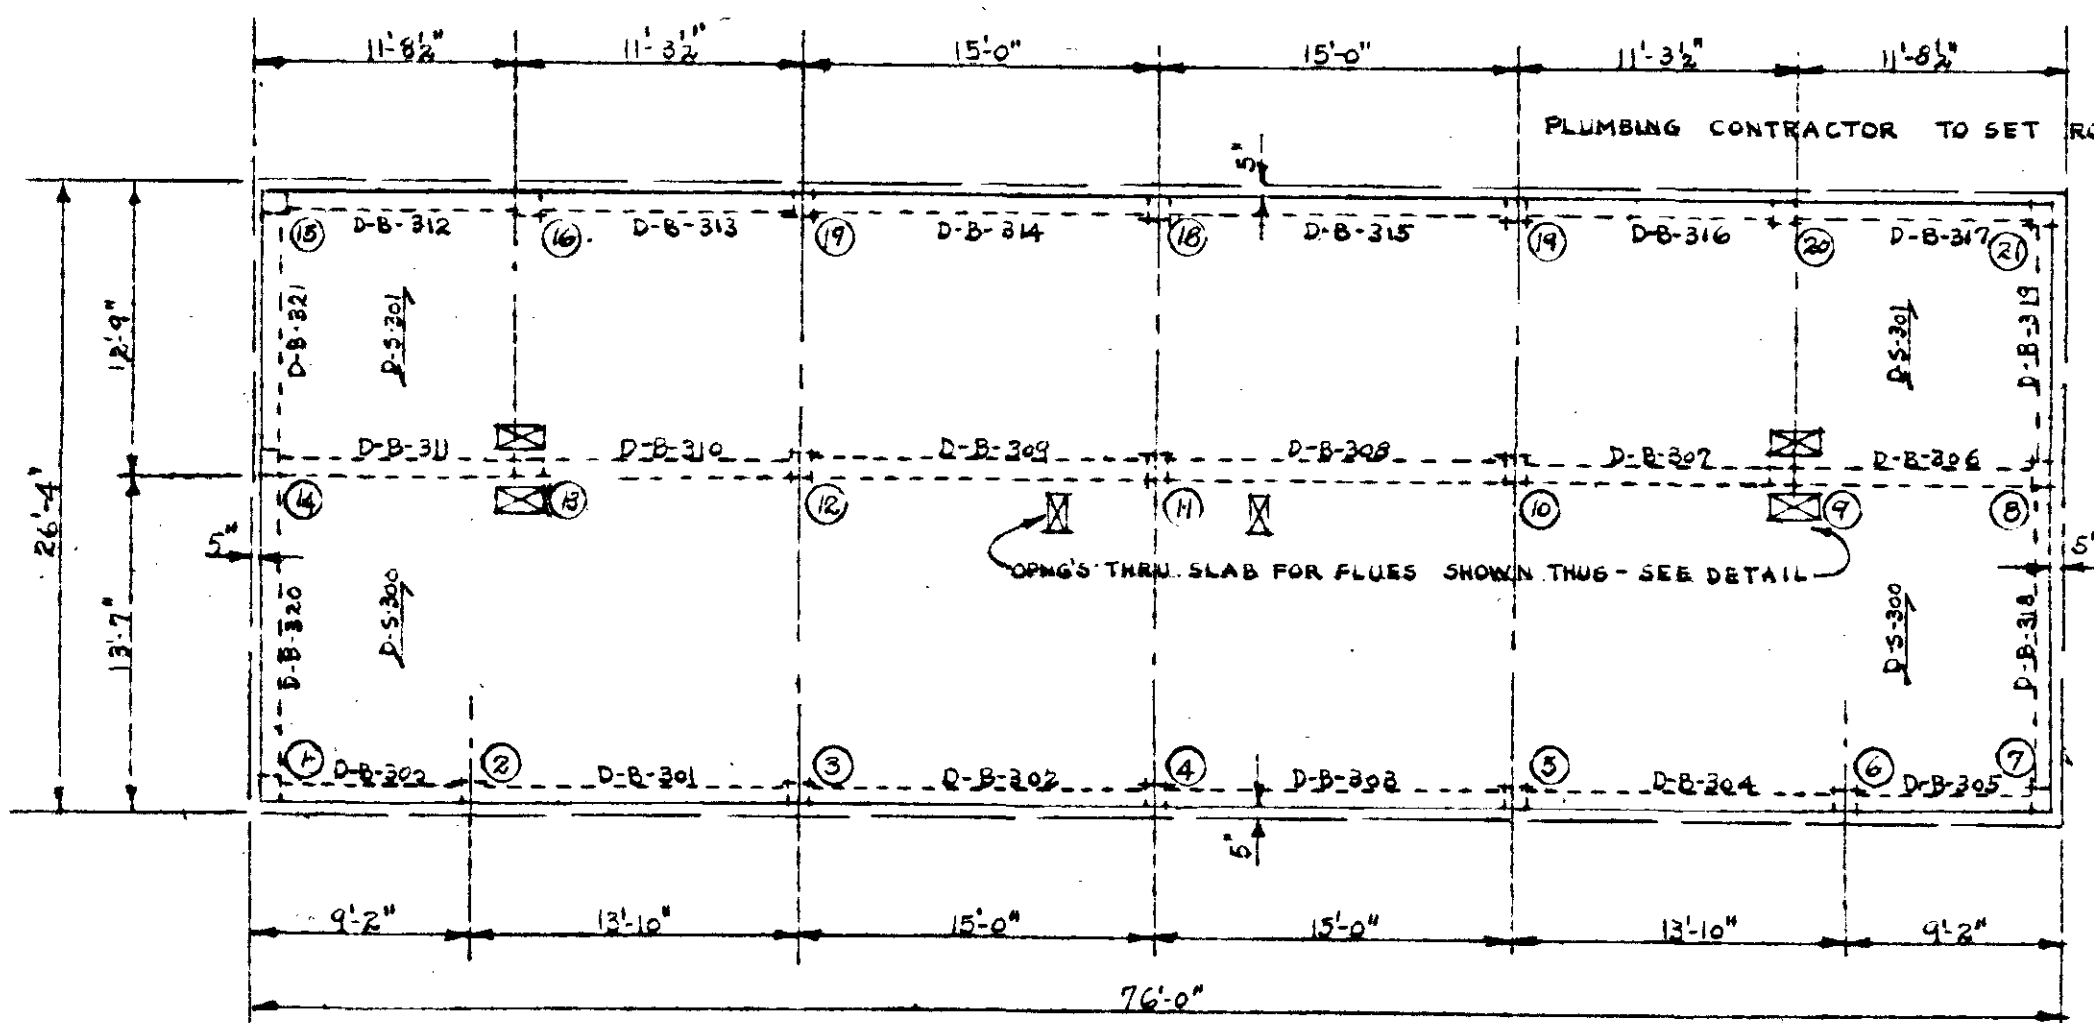 11'-8½" 11'-3½" 15'-0" 15'-0" 11'-3½" 11'-8½"
PLUMBING CONTRACTOR TO SET RO
5"
15 D-B-312 16 D-B-313 19 D-B-314 18 D-B-315 19 D-B-316 20 D-B-317 21
D-B-321 D-S-301 D-S-301 D-B-319
12'-9"
D-B-311 D-B-310 D-B-309 D-B-308 D-B-307 D-B-306
14 13 12 11 10 9 8
26'-4"
5" 5"
OPNG'S THRU SLAB FOR FLUES SHOWN THUS - SEE DETAIL
13'-7"
D-B-320 D-S-300 D-S-300 D-B-318
1 D-B-302 2 D-B-301 3 D-B-302 4 D-B-303 5 D-B-304 6 D-B-305 7
5"
9'-2" 13'-10" 15'-0" 15'-0" 13'-10" 9'-2"
76'-0"